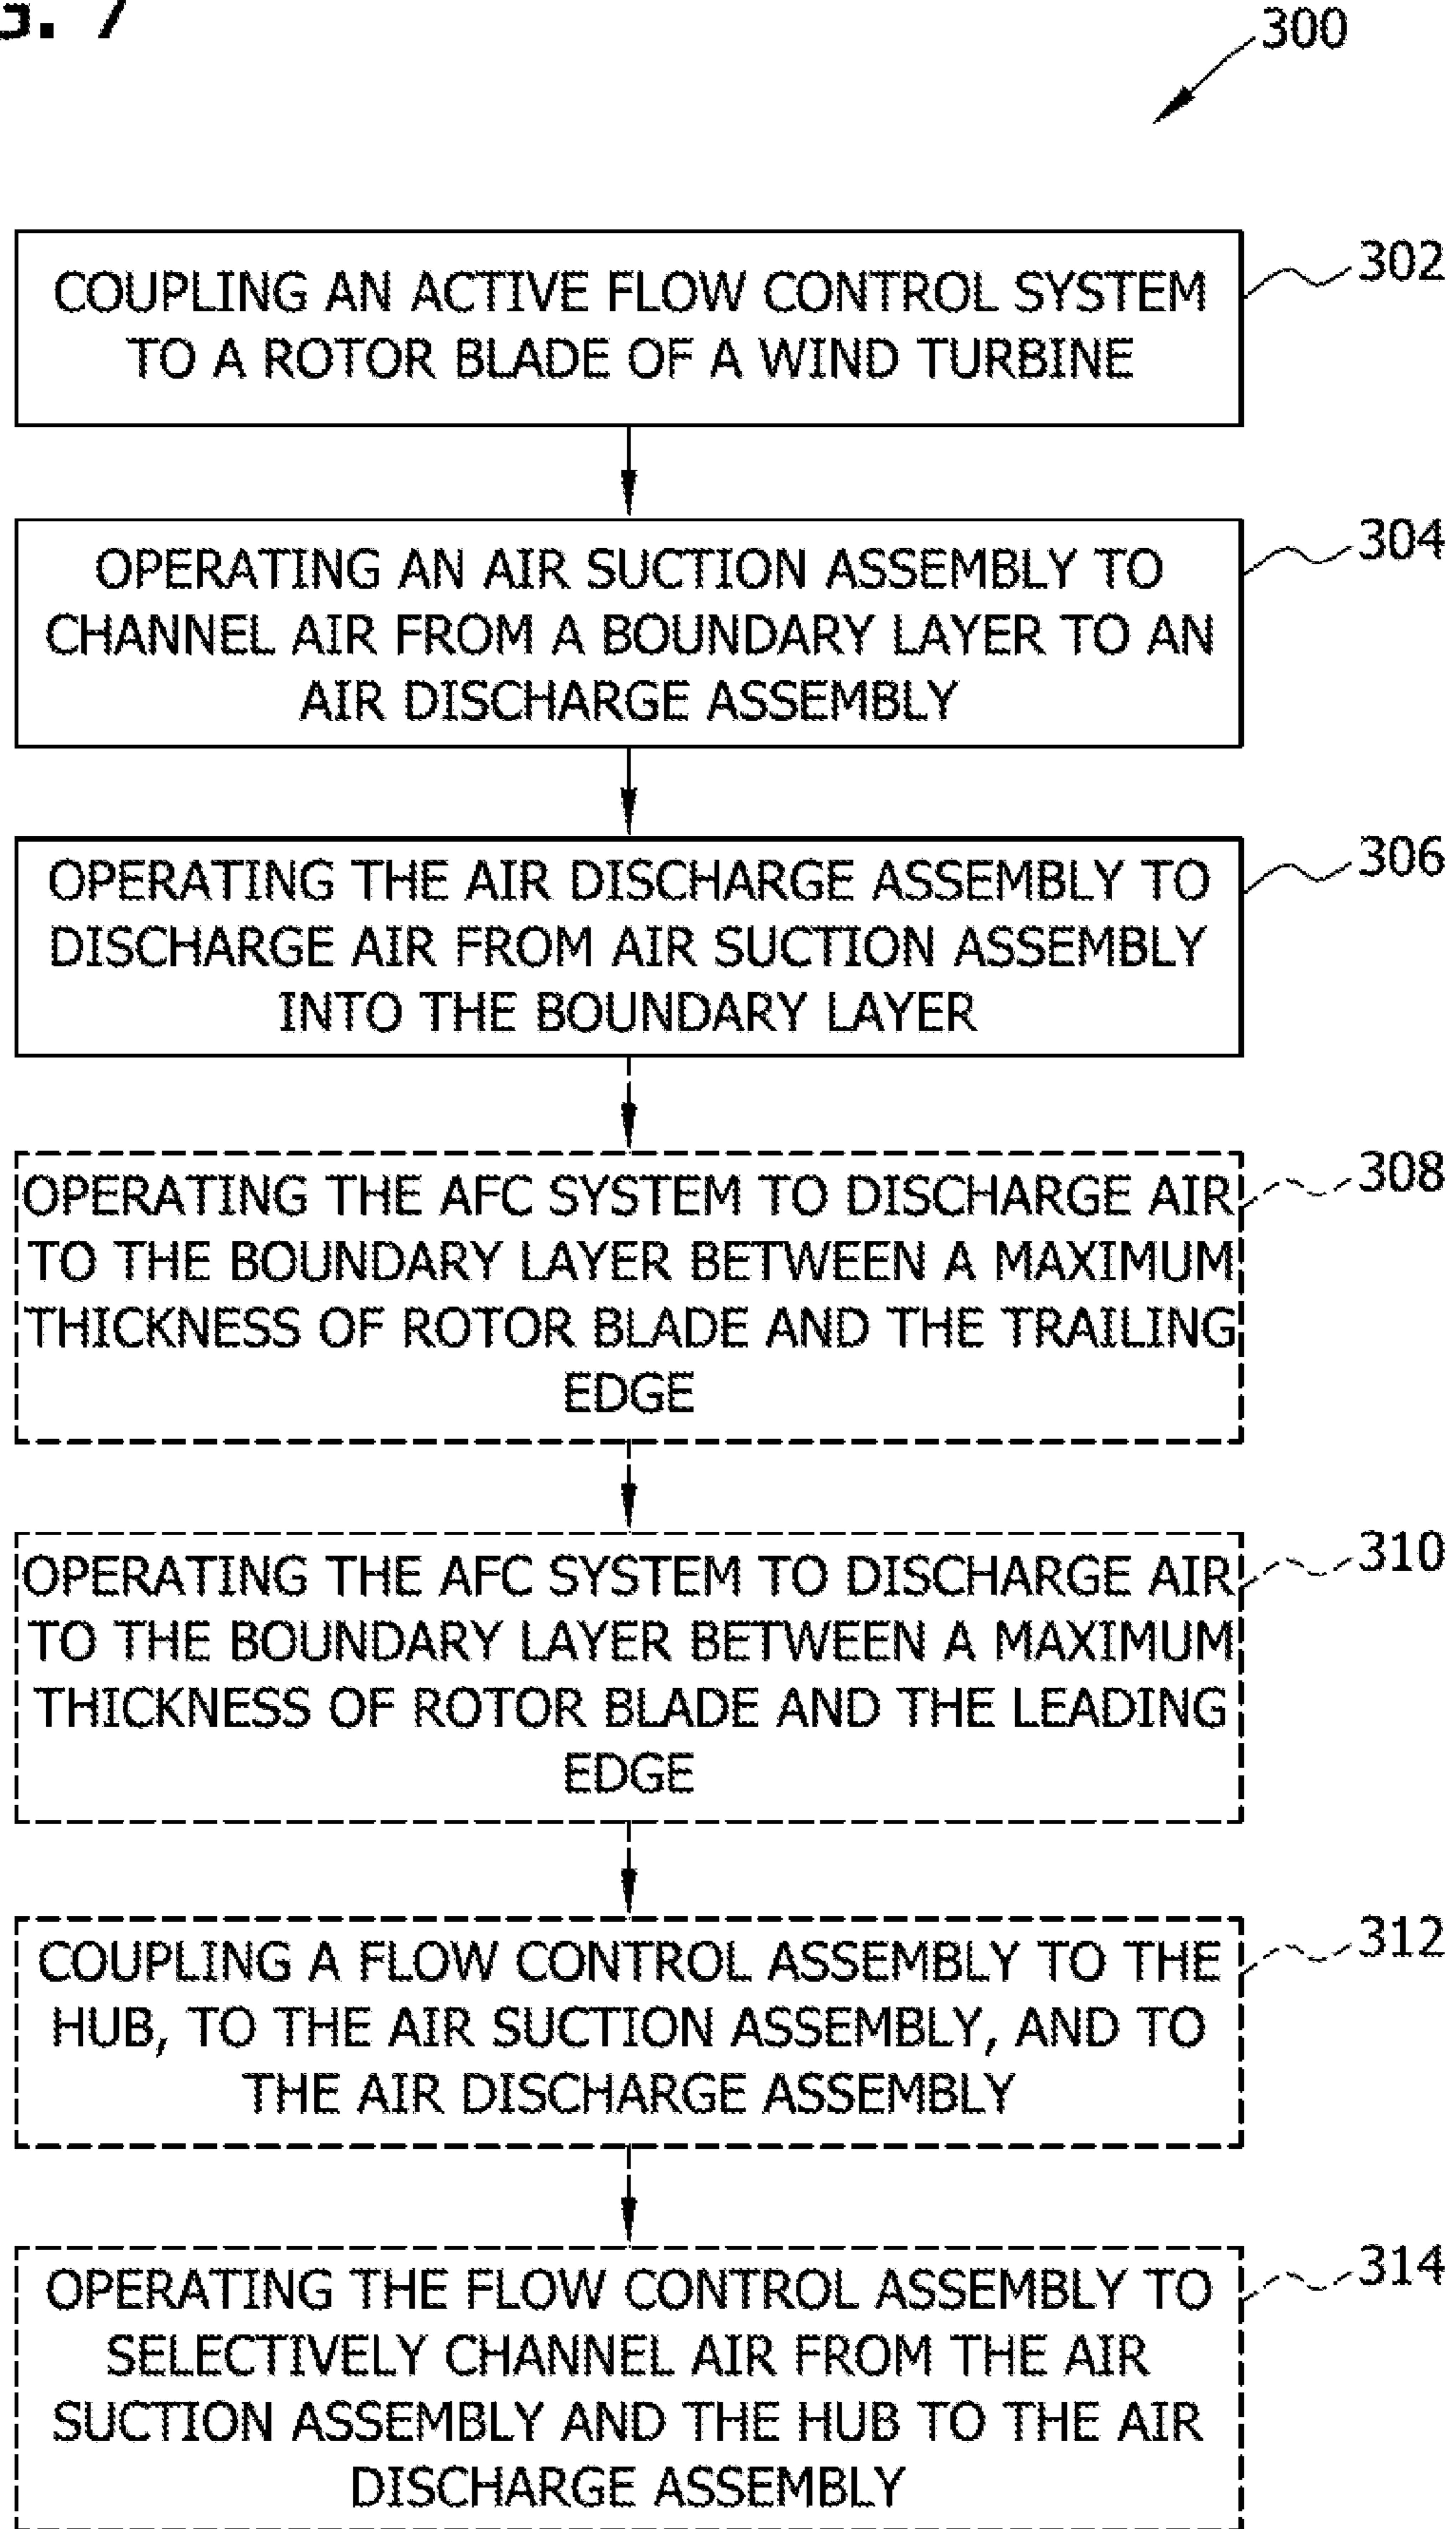 G. 7
300
COUPLING AN ACTIVE FLOW CONTROL SYSTEM
TO A ROTOR BLADE OF A WIND TURBINE
302
OPERATING AN AIR SUCTION ASSEMBLY TO
CHANNEL AIR FROM A BOUNDARY LAYER TO AN
AIR DISCHARGE ASSEMBLY
304
OPERATING THE AIR DISCHARGE ASSEMBLY TO
DISCHARGE AIR FROM AIR SUCTION ASSEMBLY
INTO THE BOUNDARY LAYER
306
OPERATING THE AFC SYSTEM TO DISCHARGE AIR
TO THE BOUNDARY LAYER BETWEEN A MAXIMUM
THICKNESS OF ROTOR BLADE AND THE TRAILING
EDGE
308
OPERATING THE AFC SYSTEM TO DISCHARGE AIR
TO THE BOUNDARY LAYER BETWEEN A MAXIMUM
THICKNESS OF ROTOR BLADE AND THE LEADING
EDGE
310
COUPLING A FLOW CONTROL ASSEMBLY TO THE
HUB, TO THE AIR SUCTION ASSEMBLY, AND TO
THE AIR DISCHARGE ASSEMBLY
312
OPERATING THE FLOW CONTROL ASSEMBLY TO
SELECTIVELY CHANNEL AIR FROM THE AIR
SUCTION ASSEMBLY AND THE HUB TO THE AIR
DISCHARGE ASSEMBLY
314